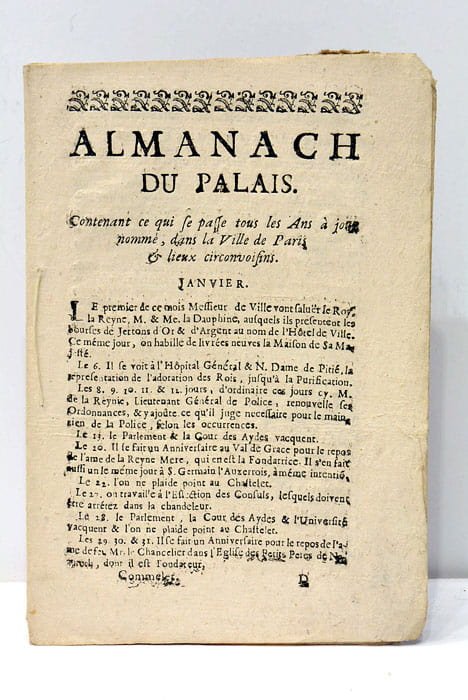 ALMANACH
DU PALAIS.
Contenant ce qui se passe tous les Ans à jour
nommé, dans la Ville de Paris
& lieux circonvoisins.
JANVIER.
LE premier de ce mois Messieur de Ville vont saluër le Roy
la Reyne, M. & Me. la Dauphine, ausquels ils presentent les
bourses de Jettons d'Or & d'Argent au nom de l'Hôtel de Ville.
Ce même jour, on habille de livrées neuves la Maison de Sa Ma
jesté.
Le 6. Il se voit à l'Hôpital Général & N. Dame de Pitié, la
representation de l'adoration des Rois, jusqu'à la Purification.
Les 8. 9. 10. 11 & 12. jours, d'ordinaire ces jours cy. M.
de la Reynie, Lieutenant Général de Police, renouvelle ses
Ordonnances, & y ajoûte ce qu'il juge necessaire pour le main
tien de la Police, selon les occurrences.
Le 13. le Parlement & la Cour des Aydes vacquent.
Le 20. Il se fait un Anniversaire au Val de Grace pour le repos
de l'ame de la Reyne Mere, qui en est la Fondatrice. Il s'en fait
aussi un le même jour à S. Germain l'Auxerrois, à même intentiō,
Le 22. l'on ne plaide point au Chastelet.
Le 27. on travaille à l'Eslection des Consuls, lesquels doivent
être arrêtez dans la chandeleur.
Le 28. le Parlement, la Cour des Aydes & l'Université
vacquent & l'on ne plaide point au Chastelet.
Les 29. 30. & 31. Il se fait un Anniversaire pour le repos de l'a-
me de feu Mr. le Chancelier dans l'Eglise des Petits Peres de
dont il est Fondateur,
D